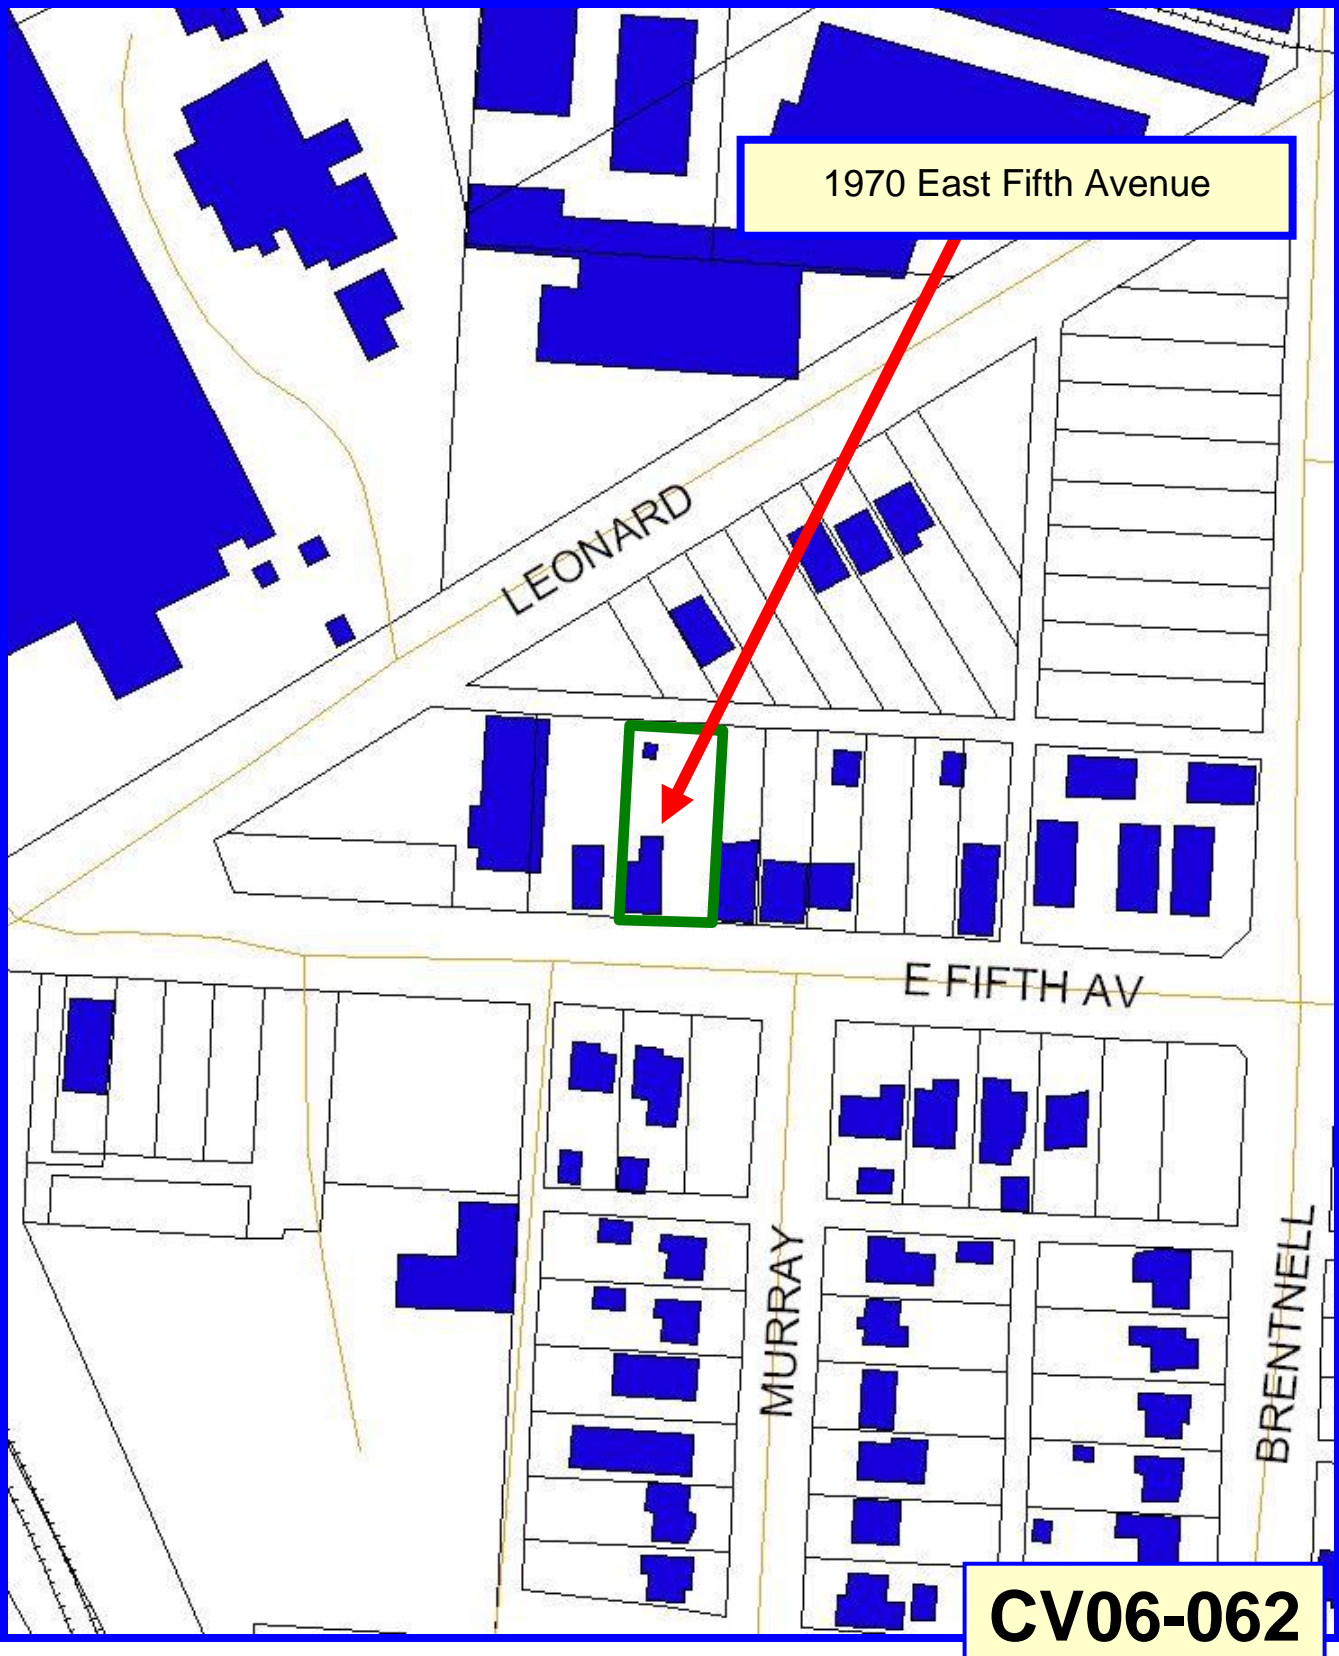 1970 East Fifth Avenue
LEONARD
E FIFTH AV
MURRAY
BRENTNELL
CV06-062